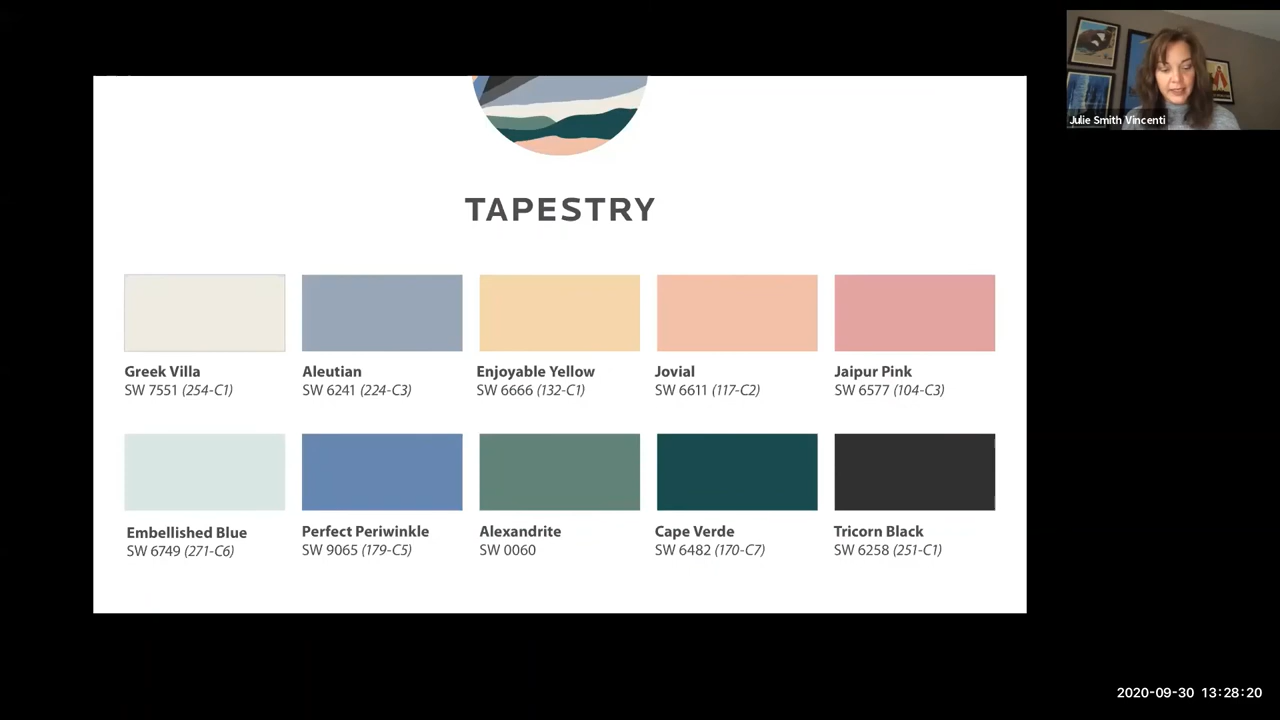 Julie Smith Vincenti
TAPESTRY
Greek Villa
SW 7551 (254-C1)
Aleutian
SW 6241 (224-C3)
Enjoyable Yellow
SW 6666 (132-C1)
Jovial
SW 6611 (117-C2)
Jaipur Pink
SW 6577 (104-C3)
Embellished Blue
SW 6749 (271-C6)
Perfect Periwinkle
SW 9065 (179-C5)
Alexandrite
SW 0060
Cape Verde
SW 6482 (170-C7)
Tricorn Black
SW 6258 (251-C1)
2020-09-30 13:28:20